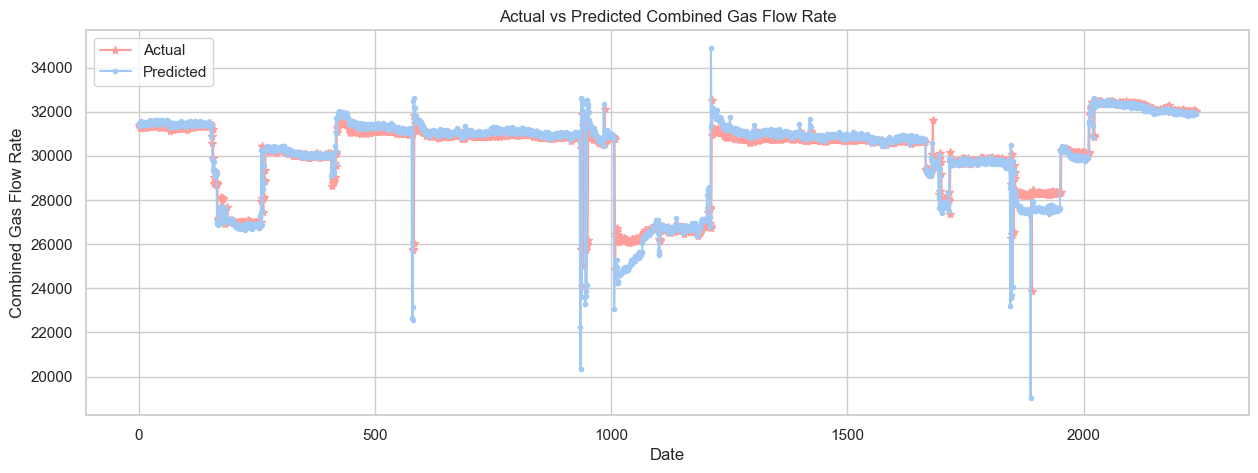 Actual vs Predicted Combined Gas Flow Rate
Actual
Predicted
Combined Gas Flow Rate
34000
32000
30000
28000
26000
24000
22000
20000
0
500
1000
1500
2000
Date